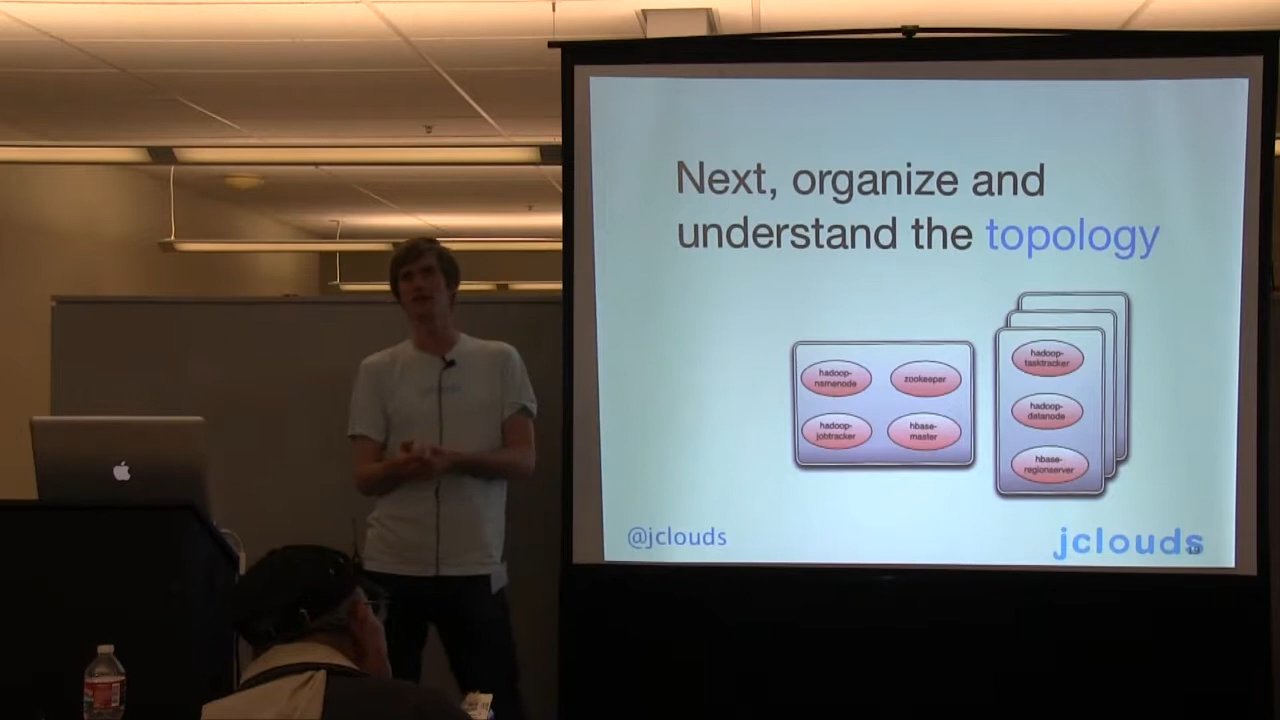 Next, organize and
understand the topology
hadoop-
namenode
zookeeper
hadoop-
jobtracker
hbase-
master
hadoop-
tasktracker
hadoop-
datanode
hbase-
regionserver
@jclouds
jclouds